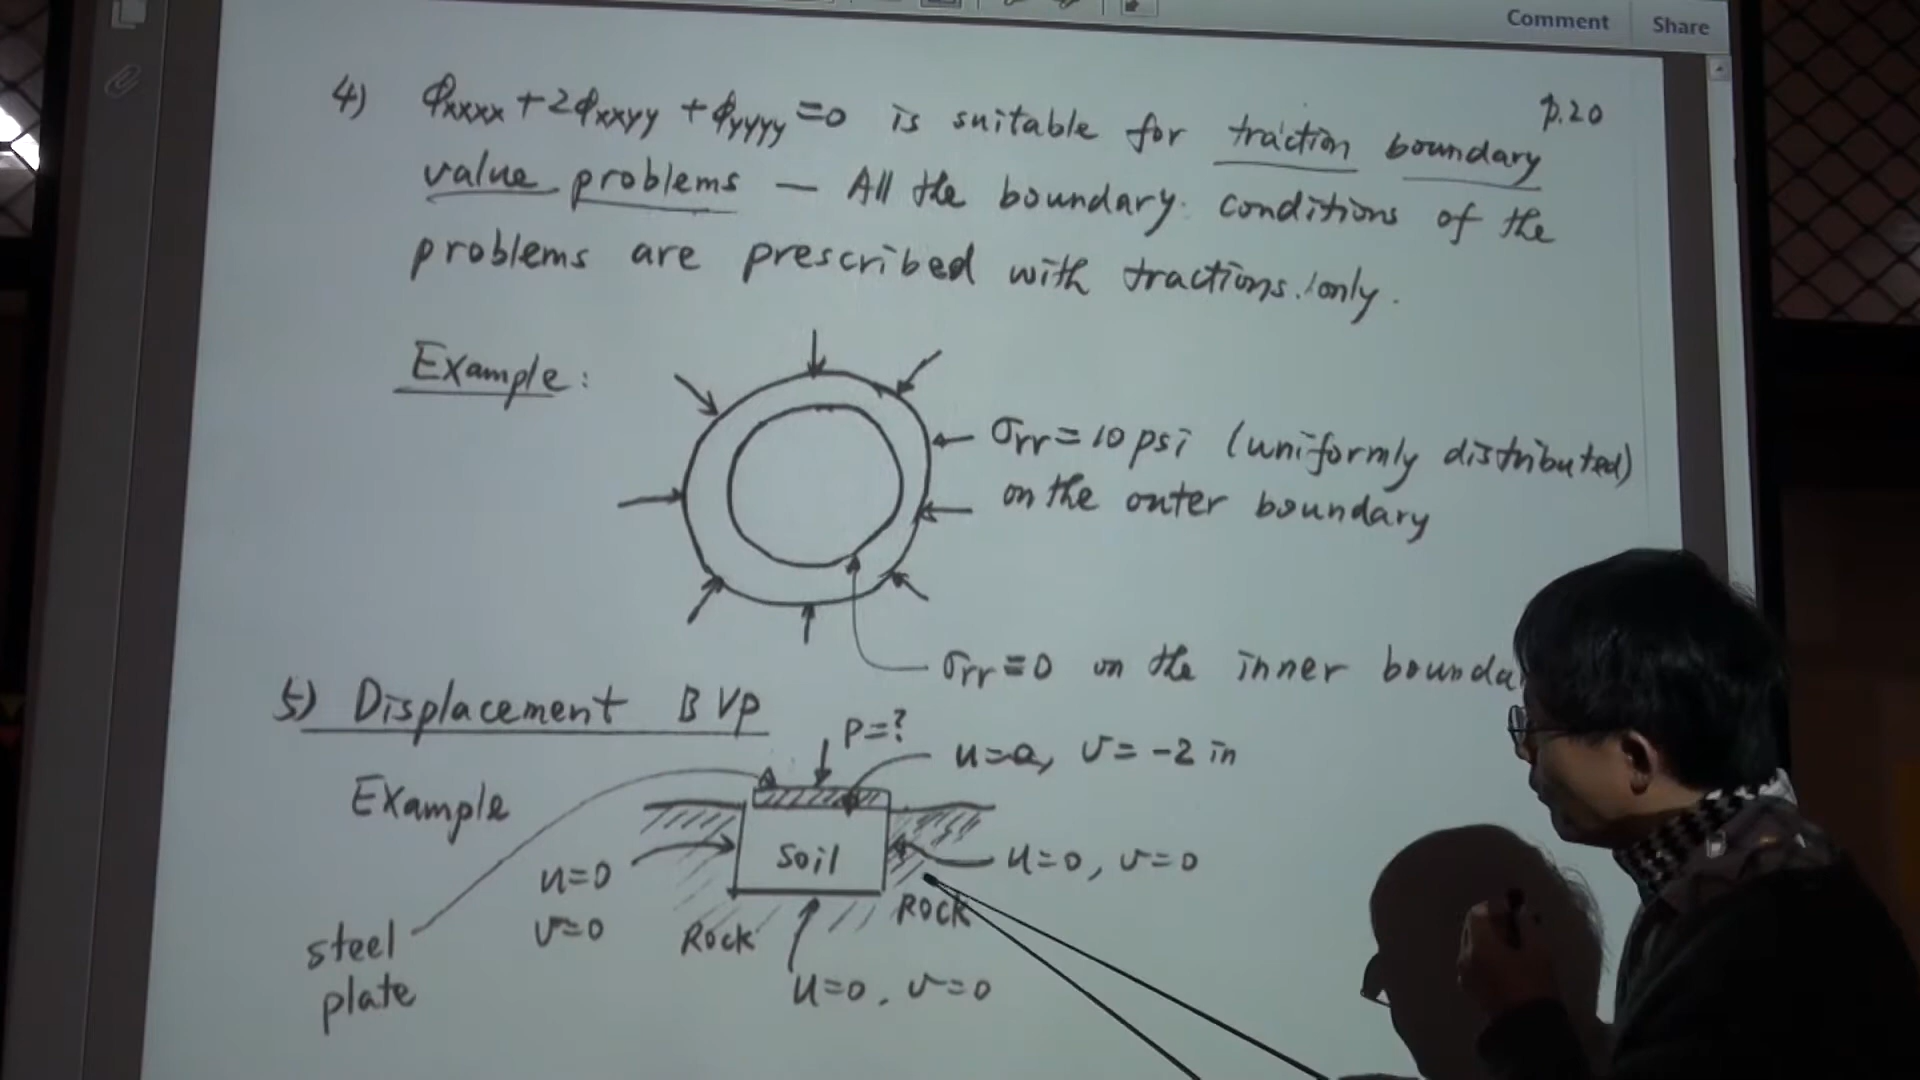 Comment Share
p.20
4) ϕxxxx + 2ϕxxyy + ϕyyyy = 0 is suitable for traction boundary
value problems — All the boundary conditions of the
problems are prescribed with tractions only.
Example:
σrr = 10 psi (uniformly distributed)
on the outer boundary
σrr = 0 on the inner bounda
5) Displacement BVP
P=?
u=0, v= -2 in
Example
soil
u=0
v=0
u=0, v=0
Rock
Rock
steel
plate
u=0, v=0